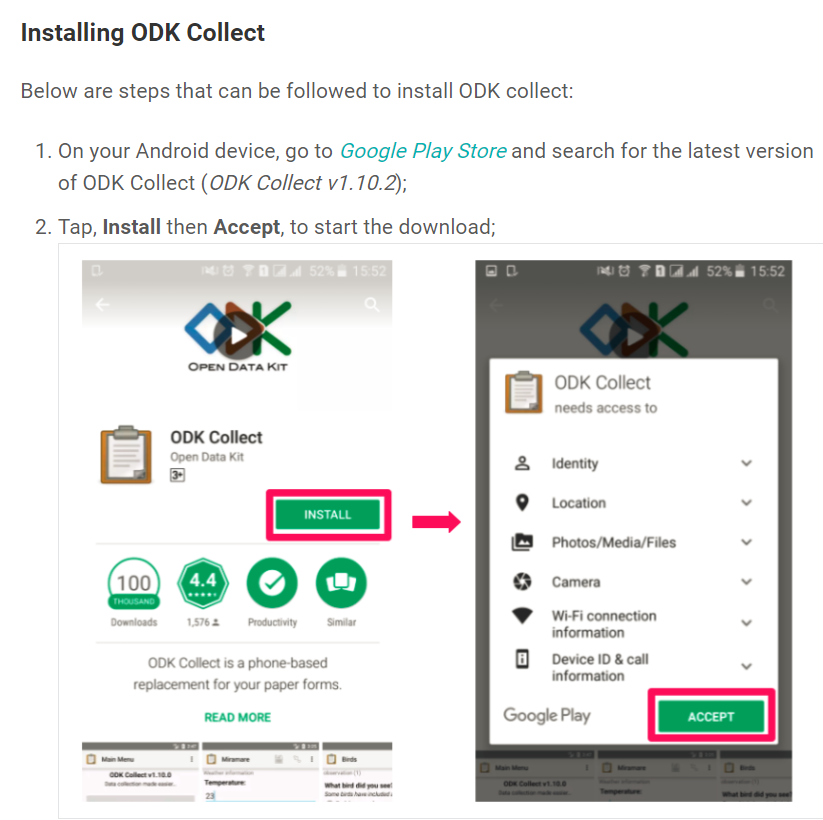 Installing ODK Collect
Below are steps that can be followed to install ODK collect:
1. On your Android device, go to Google Play Store and search for the latest version
of ODK Collect (ODK Collect v1.10.2);
2. Tap, Install then Accept, to start the download;
52% 15:52
OPEN DATA KIT
ODK Collect
Open Data Kit
3+
INSTALL
100
THOUSAND
4.4
Downloads
1,576
Productivity
Similar
ODK Collect is a phone-based
replacement for your paper forms.
READ MORE
Main Menu
ODK Collect v1.10.0
Data collection made easier...
Miramare
Weather information
Temperature:
23
Birds
observation (1)
What bird did you see?
Some birds have included
52% 15:52
ODK Collect
needs access to
Identity
Location
Photos/Media/Files
Camera
Wi-Fi connection
information
Device ID & call
information
Google Play
ACCEPT
Main Menu
ODK Collect v1.10.0
Data collection made easier...
Miramare
Weather information
Temperature:
Birds
observation (1)
What bird did you see?